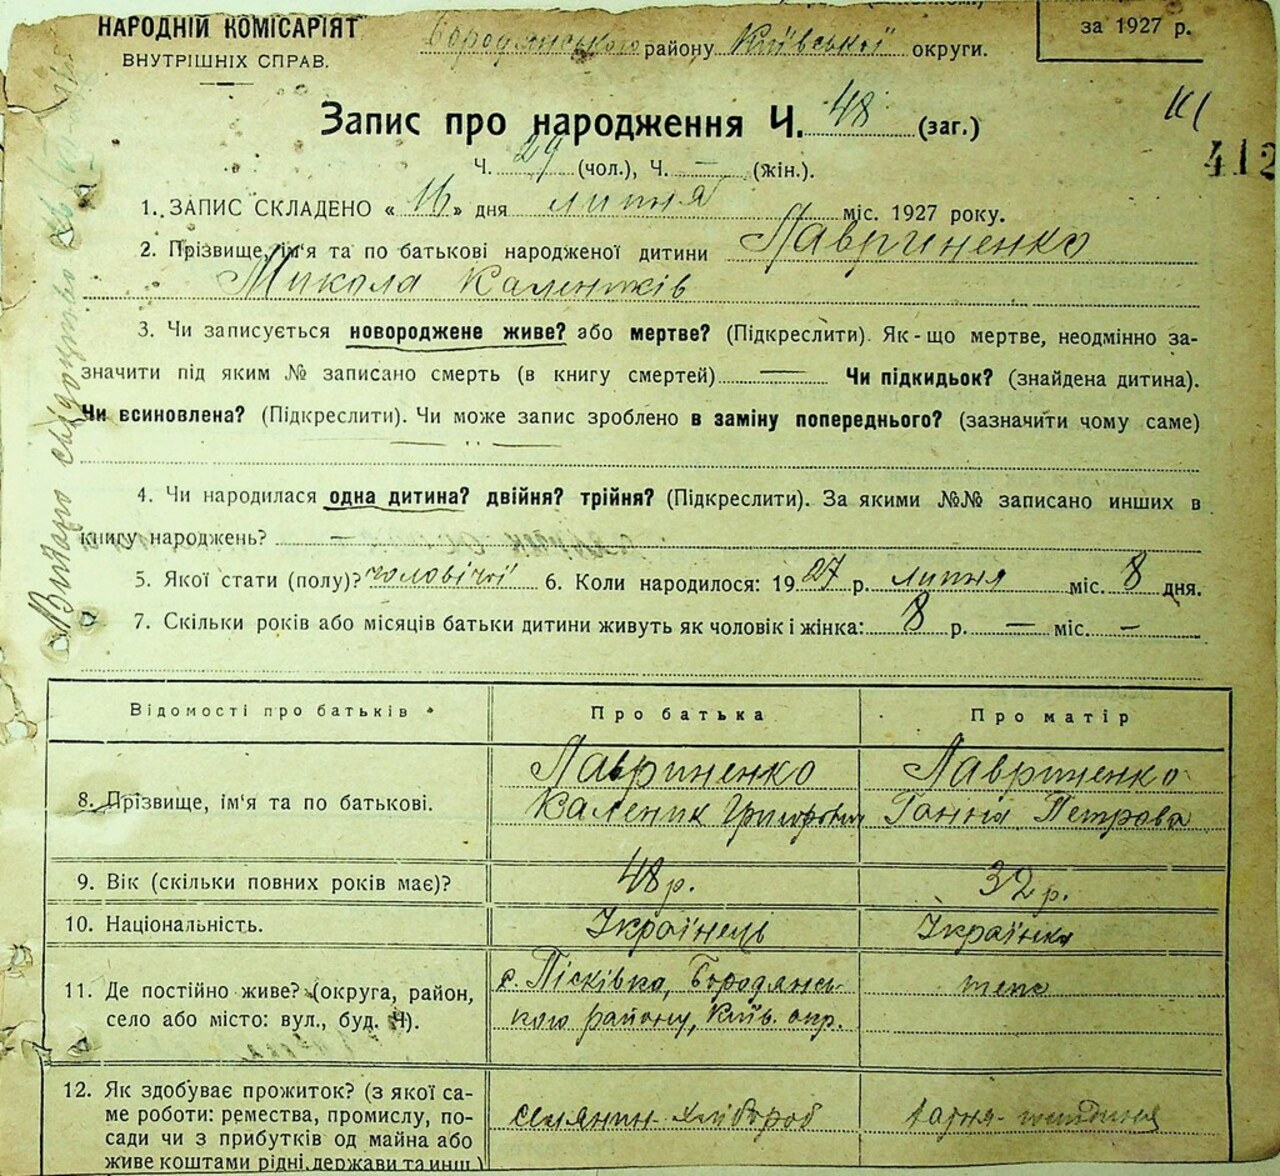 НАРОДНІЙ КОМІСАРІЯТ
ВНУТРІШНІХ СПРАВ.
Бородянського району Київської округи.
за 1927 р.
Запис про народження Ч. 48 (заг.)
Ч. 29 (чол.), Ч. — (жін.).
412
1. ЗАПИС СКЛАДЕНО « 16 » дня липня міс. 1927 року.
2. Прізвище, ім'я та по батькові народженої дитини Лавриненко
Микола Каленіків
3. Чи записується новороджене живе? або мертве? (Підкреслити). Як-що мертве, неодмінно за-
значити під яким № записано смерть (в книгу смертей) — Чи підкидьок? (знайдена дитина).
Чи всиновлена? (Підкреслити). Чи може запис зроблено в заміну попереднього? (зазначити чому саме)
4. Чи народилася одна дитина? двійня? трійня? (Підкреслити). За якими №№ записано инших в
книгу народжень? —
5. Якої стати (полу)? чоловічої 6. Коли народилося: 1927 р. липня міс. 8 дня.
7. Скільки років або місяців батьки дитини живуть як чоловік і жінка: 8 р. — міс. —
Видано свідоцтво
Відомості про батьків Про батька Про матір
8. Прізвище, ім'я та по батькові. Лавриненко Каленик Григорович Лавриненко Ганна Петрова
9. Вік (скільки повних років має)? 48 р. 32 р.
10. Національність. Українець Українка
11. Де постійно живе? (округа, район, с. Пісківка, Бородянсь- теж
село або місто: вул., буд. Ч). кого району, Київ. окр.
12. Як здобуває прожиток? (з якої са-
ме роботи: ремества, промислу, по- селянин-хлібороб
сади чи з прибутків од майна або
живе коштами рідні, держави та инш.)